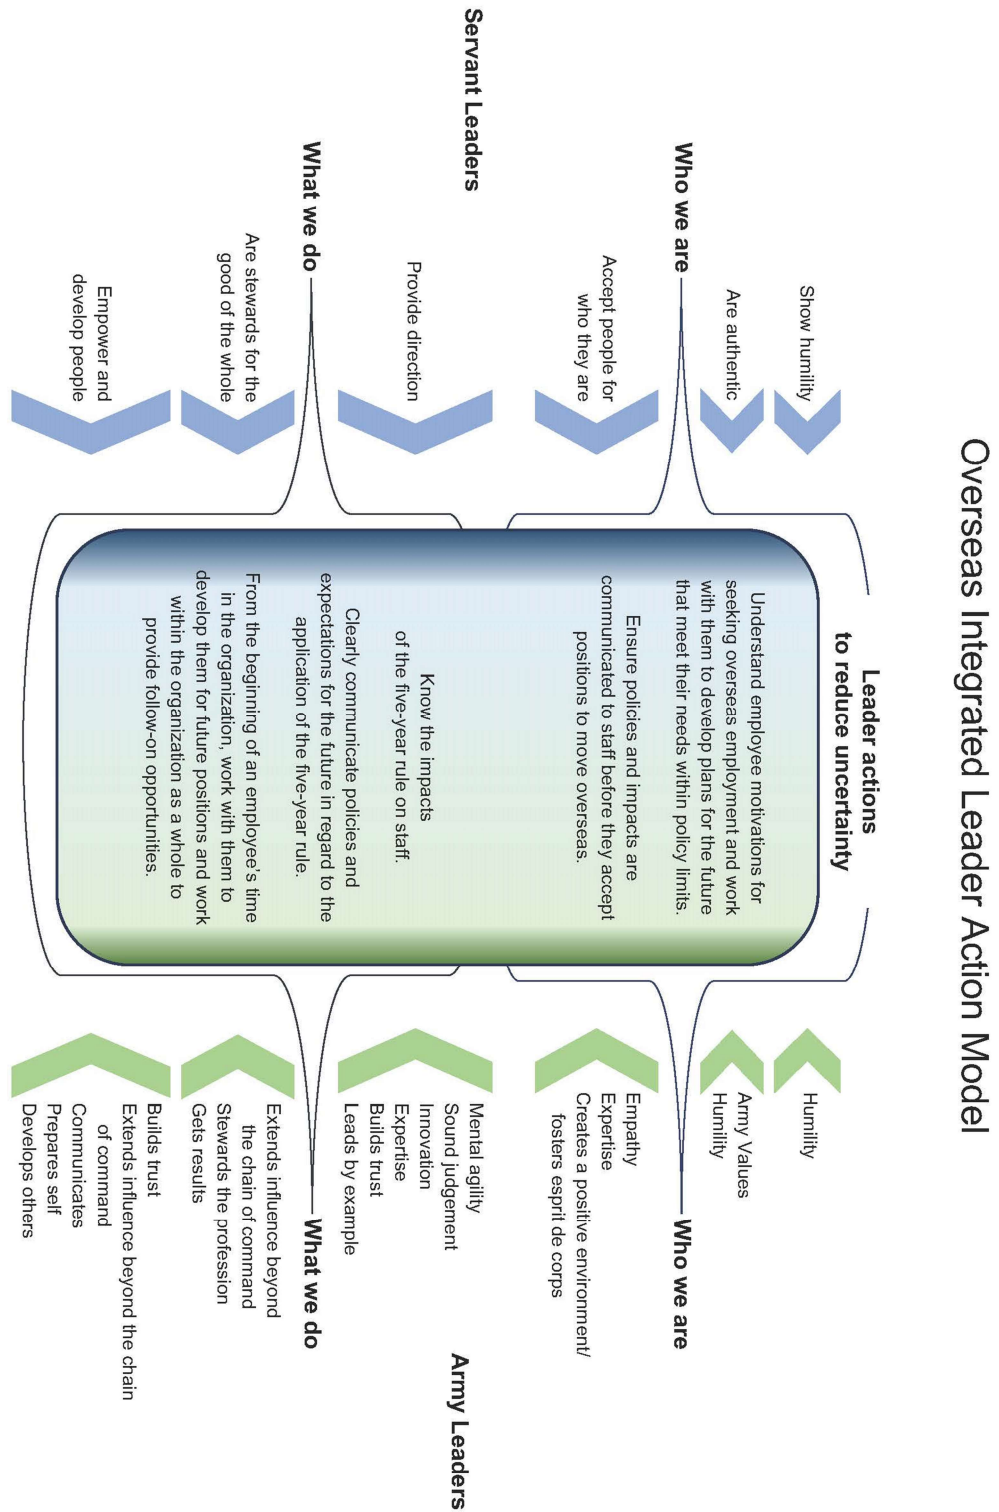 Overseas Integrated Leader Action Model
Servant Leaders
Who we are
Show humility
Are authentic
Accept people for
who they are
What we do
Provide direction
Are stewards for the
good of the whole
Empower and
develop people
Leader actions
to reduce uncertainty
Understand employee motivations for
seeking overseas employment and work
with them to develop plans for the future
that meet their needs within policy limits.
Ensure policies and impacts are
communicated to staff before they accept
positions to move overseas.
Know the impacts
of the five-year rule on staff.
Clearly communicate policies and
expectations for the future in regard to the
application of the five-year rule.
From the beginning of an employee's time
in the organization, work with them to
develop them for future positions and work
within the organization as a whole to
provide follow-on opportunities.
Army Leaders
Who we are
Humility
Army Values
Humility
Empathy
Expertise
Creates a positive environment/
fosters esprit de corps
What we do
Mental agility
Sound judgement
Innovation
Expertise
Builds trust
Leads by example
Extends influence beyond
the chain of command
Stewards the profession
Gets results
Builds trust
Extends influence beyond the chain
of command
Communicates
Prepares self
Develops others